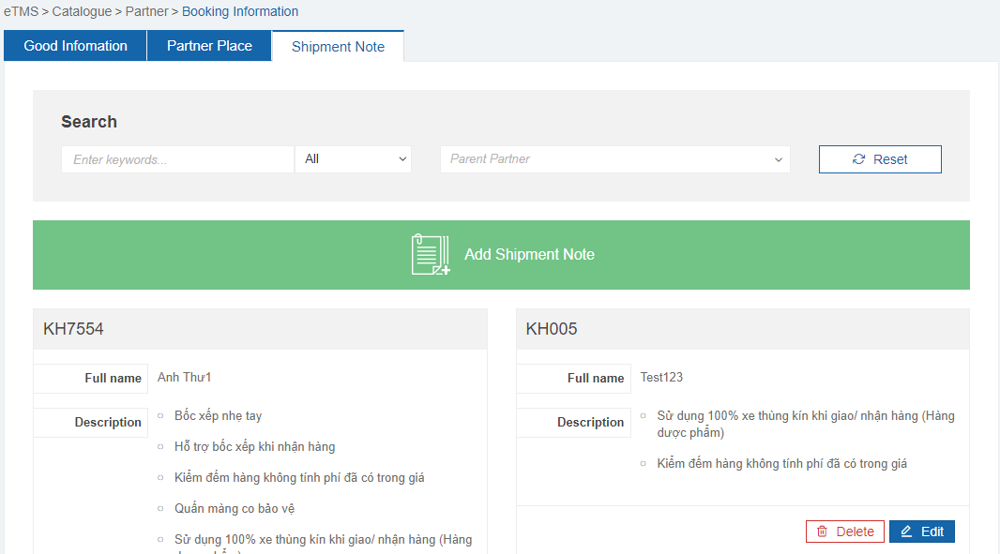 eTMS > Catalogue > Partner > Booking Information
Good Infomation
Partner Place
Shipment Note
Search
Enter keywords...
All
Parent Partner
Reset
Add Shipment Note
KH7554
Full name
Anh Thư1
Description
Bốc xếp nhẹ tay
Hỗ trợ bốc xếp khi nhận hàng
Kiểm đếm hàng không tính phí đã có trong giá
Quấn màng co bảo vệ
Sử dụng 100% xe thùng kín khi giao/ nhận hàng (Hàng
KH005
Full name
Test123
Description
Sử dụng 100% xe thùng kín khi giao/ nhận hàng (Hàng
dược phẩm)
Kiểm đếm hàng không tính phí đã có trong giá
Delete
Edit